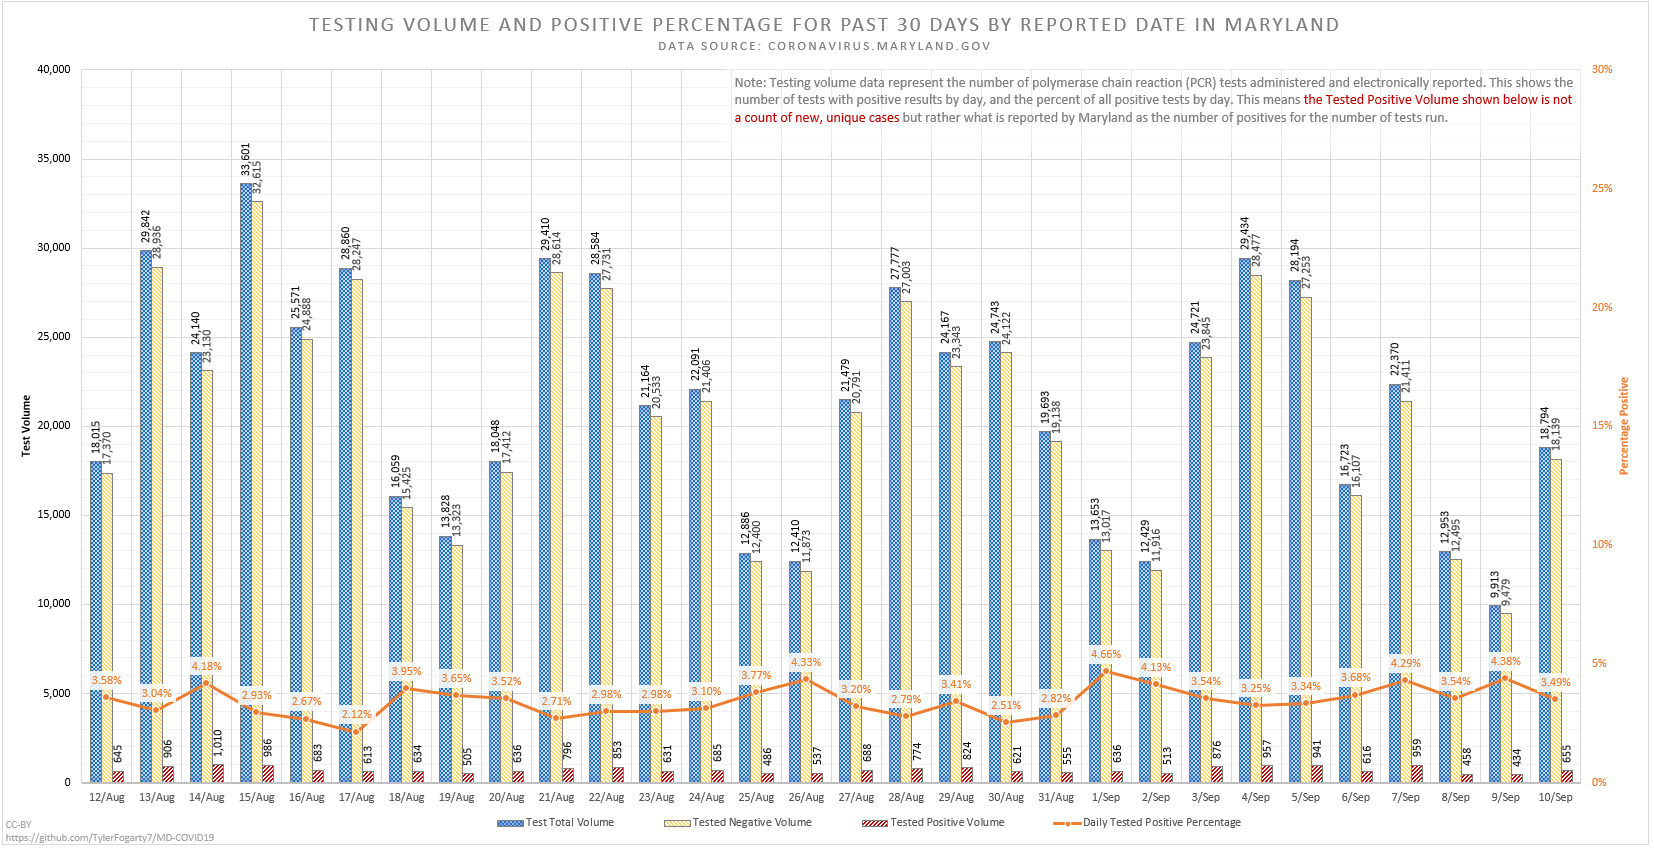 TESTING VOLUME AND POSITIVE PERCENTAGE FOR PAST 30 DAYS BY REPORTED DATE IN MARYLAND
DATA SOURCE: CORONAVIRUS.MARYLAND.GOV
Note: Testing volume data represent the number of polymerase chain reaction (PCR) tests administered and electronically reported. This shows the
number of tests with positive results by day, and the percent of all positive tests by day. This means the Tested Positive Volume shown below is not
a count of new, unique cases but rather what is reported by Maryland as the number of positives for the number of tests run.
Test Volume
40,000
35,000
30,000
25,000
20,000
15,000
10,000
5,000
0
18,015 17,370 3.58% 645
29,842 28,936 3.04% 906
24,140 23,130 4.18% 1,010
33,601 32,615 2.93% 986
25,571 24,888 2.67% 683
28,860 28,247 2.12% 613
16,059 15,425 3.95% 634
13,828 13,323 3.65% 505
18,048 17,412 3.52% 636
29,410 28,614 2.71% 796
28,584 27,731 2.98% 853
21,164 20,533 2.98% 631
22,091 21,406 3.10% 685
12,886 12,400 3.77% 486
12,410 11,873 4.33% 537
21,479 20,791 3.20% 688
27,777 27,003 2.79% 774
24,167 23,343 3.41% 824
24,743 24,122 2.51% 621
19,693 19,138 2.82% 555
13,653 13,017 4.66% 636
12,429 11,916 4.13% 513
24,721 23,845 3.54% 876
29,434 28,477 3.25% 957
28,194 27,253 3.34% 941
16,723 16,107 3.68% 616
22,370 21,411 4.29% 959
12,953 12,495 3.54% 458
9,913 9,479 4.38% 434
18,794 18,139 3.49% 655
30%
25%
20%
15%
10%
5%
0%
Percentage Positive
12/Aug 13/Aug 14/Aug 15/Aug 16/Aug 17/Aug 18/Aug 19/Aug 20/Aug 21/Aug 22/Aug 23/Aug 24/Aug 25/Aug 26/Aug 27/Aug 28/Aug 29/Aug 30/Aug 31/Aug 1/Sep 2/Sep 3/Sep 4/Sep 5/Sep 6/Sep 7/Sep 8/Sep 9/Sep 10/Sep
Test Total Volume Tested Negative Volume Tested Positive Volume Daily Tested Positive Percentage
CC-BY
https://github.com/TylerFogarty7/MD-COVID19